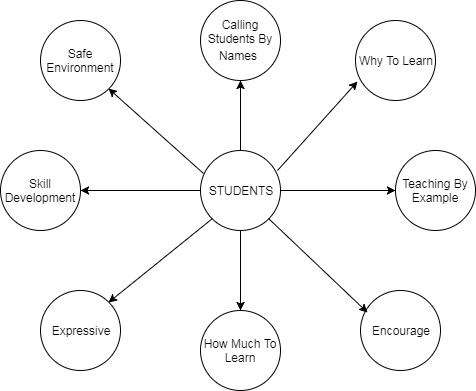 Calling
Students By
Names
Safe
Environment
Why To Learn
Skill
Development
STUDENTS
Teaching By
Example
Expressive
How Much To
Learn
Encourage